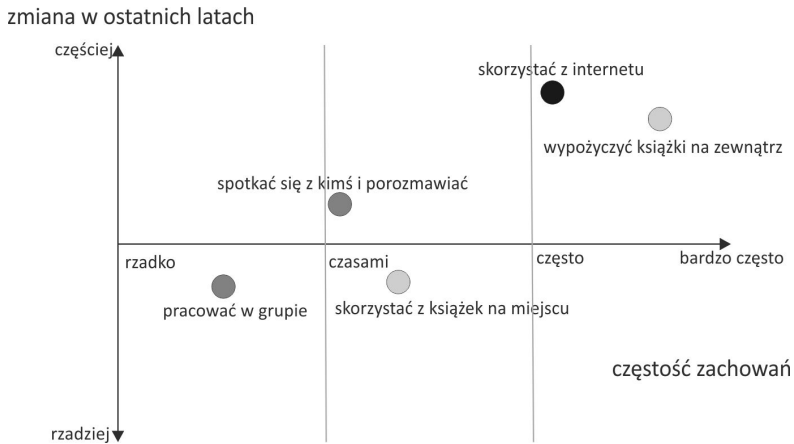 zmiana w ostatnich latach
częściej
skorzystać z internetu
wypożyczyć książki na zewnątrz
spotkać się z kimś i porozmawiać
rzadko
czasami
często
bardzo często
pracować w grupie
skorzystać z książek na miejscu
częstość zachowań
rzadziej